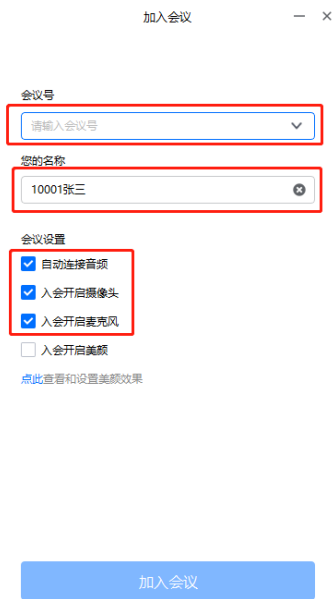 加入会议
会议号
请输入会议号
您的名称
10001张三
会议设置
自动连接音频
入会开启摄像头
入会开启麦克风
入会开启美颜
点此查看和设置美颜效果
加入会议